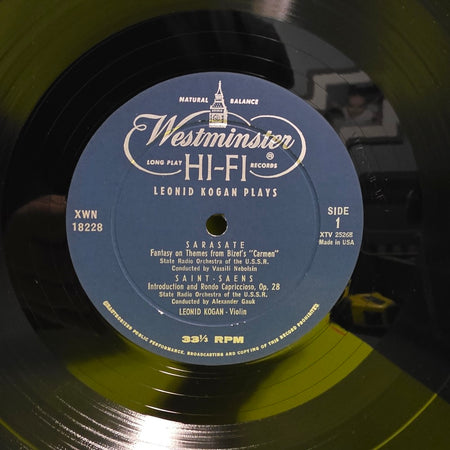 NATURAL BALANCE
Westminster ®
LONG PLAY HI-FI RECORDS
LEONID KOGAN PLAYS
XWN
18228
SIDE
1
XTV 25268
Made in USA
SARASATE
Fantasy on Themes from Bizet's "Carmen"
State Radio Orchestra of the U.S.S.R.
Conducted by Vassili Nebolsin
SAINT-SAENS
Introduction and Rondo Capriccioso, Op. 28
State Radio Orchestra of the U.S.S.R.
Conducted by Alexander Gauk
LEONID KOGAN - Violin
33⅓ RPM
UNAUTHORIZED PUBLIC PERFORMANCE, BROADCASTING AND COPYING OF THIS RECORD PROHIBITED